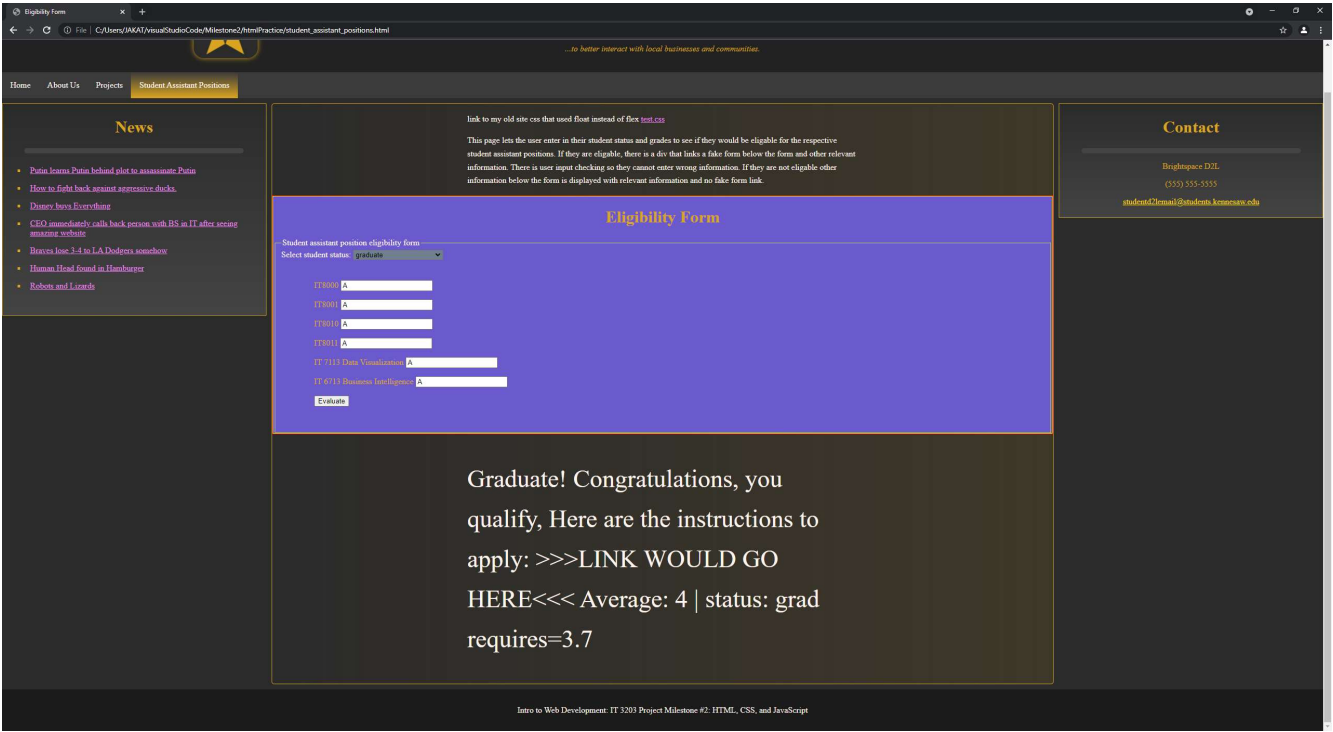 Eligibility Form
File | C:/Users/JAKAT/visualStudioCode/Milestone2/htmlPractice/student_assistant_positions.html
...to better interact with local businesses and communities.
Home About Us Projects Student Assistant Positions
News
Putin learns Putin behind plot to assassinate Putin
How to fight back against aggressive ducks.
Disney buys Everything
CEO immediately calls back person with BS in IT after seeing
amazing website
Braves lose 3-4 to LA Dodgers somehow
Human Head found in Hamburger
Robots and Lizards
link to my old site css that used float instead of flex test.css
This page lets the user enter in their student status and grades to see if they would be eligable for the respective
student assistant positions. If they are eligible, there is a div that links a fake form below the form and other relevant
information. There is user input checking so they cannot enter wrong information. If they are not eligible other
information below the form is displayed with relevant information and no fake form link.
Eligibility Form
Student assistant position eligibility form
Select student status: graduate
IT8000 A
IT8001 A
IT8010 A
IT8011 A
IT 7113 Data Visualization A
IT 6713 Business Intelligence A
Evaluate
Graduate! Congratulations, you
qualify, Here are the instructions to
apply: >>>LINK WOULD GO
HERE<<< Average: 4 | status: grad
requires=3.7
Contact
Brightspace D2L
(555) 555-5555
studentd2lemail@students.kennesaw.edu
Intro to Web Development: IT 3203 Project Milestone #2: HTML, CSS, and JavaScript